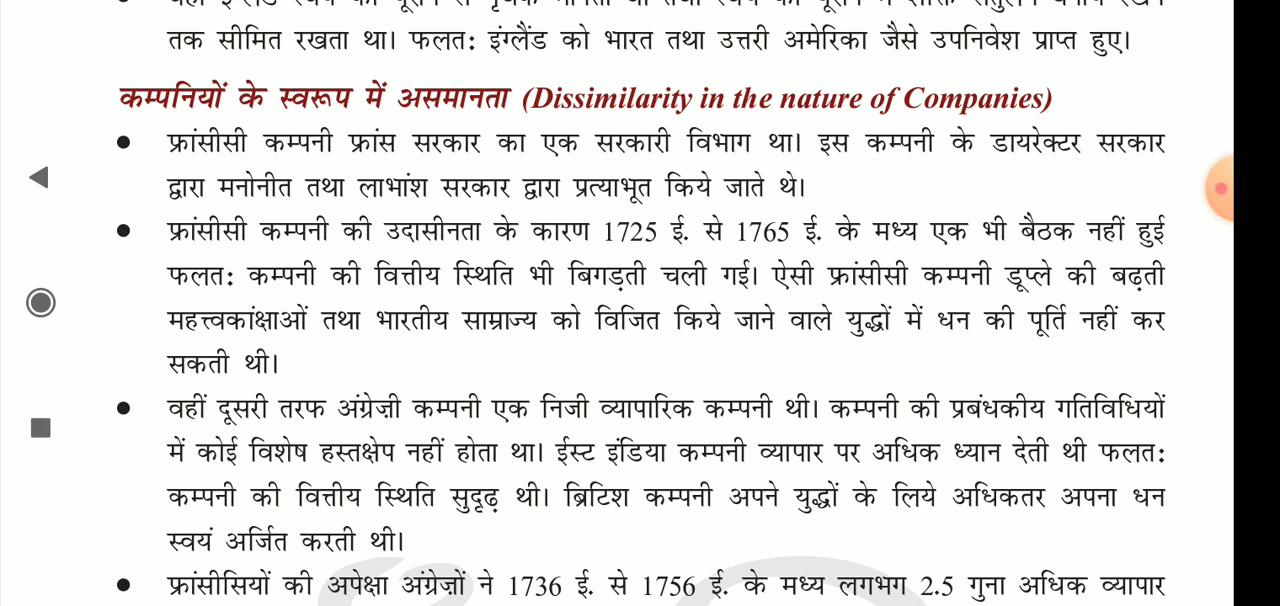 तक सीमित रखता था। फलत: इंग्लैंड को भारत तथा उत्तरी अमेरिका जैसे उपनिवेश प्राप्त हुए।
कम्पनियों के स्वरूप में असमानता (Dissimilarity in the nature of Companies)
• फ्रांसीसी कम्पनी फ्रांस सरकार का एक सरकारी विभाग था। इस कम्पनी के डायरेक्टर सरकार
द्वारा मनोनीत तथा लाभांश सरकार द्वारा प्रत्याभूत किये जाते थे।
• फ्रांसीसी कम्पनी की उदासीनता के कारण 1725 ई. से 1765 ई. के मध्य एक भी बैठक नहीं हुई
फलत: कम्पनी की वित्तीय स्थिति भी बिगड़ती चली गई। ऐसी फ्रांसीसी कम्पनी डूप्ले की बढ़ती
महत्त्वकांक्षाओं तथा भारतीय साम्राज्य को विजित किये जाने वाले युद्धों में धन की पूर्ति नहीं कर
सकती थी।
• वहीं दूसरी तरफ अंग्रेज़ी कम्पनी एक निजी व्यापारिक कम्पनी थी। कम्पनी की प्रबंधकीय गतिविधियों
में कोई विशेष हस्तक्षेप नहीं होता था। ईस्ट इंडिया कम्पनी व्यापार पर अधिक ध्यान देती थी फलत:
कम्पनी की वित्तीय स्थिति सुदृढ़ थी। ब्रिटिश कम्पनी अपने युद्धों के लिये अधिकतर अपना धन
स्वयं अर्जित करती थी।
• फ्रांसीसियों की अपेक्षा अंग्रेज़ों ने 1736 ई. से 1756 ई. के मध्य लगभग 2.5 गुना अधिक व्यापार